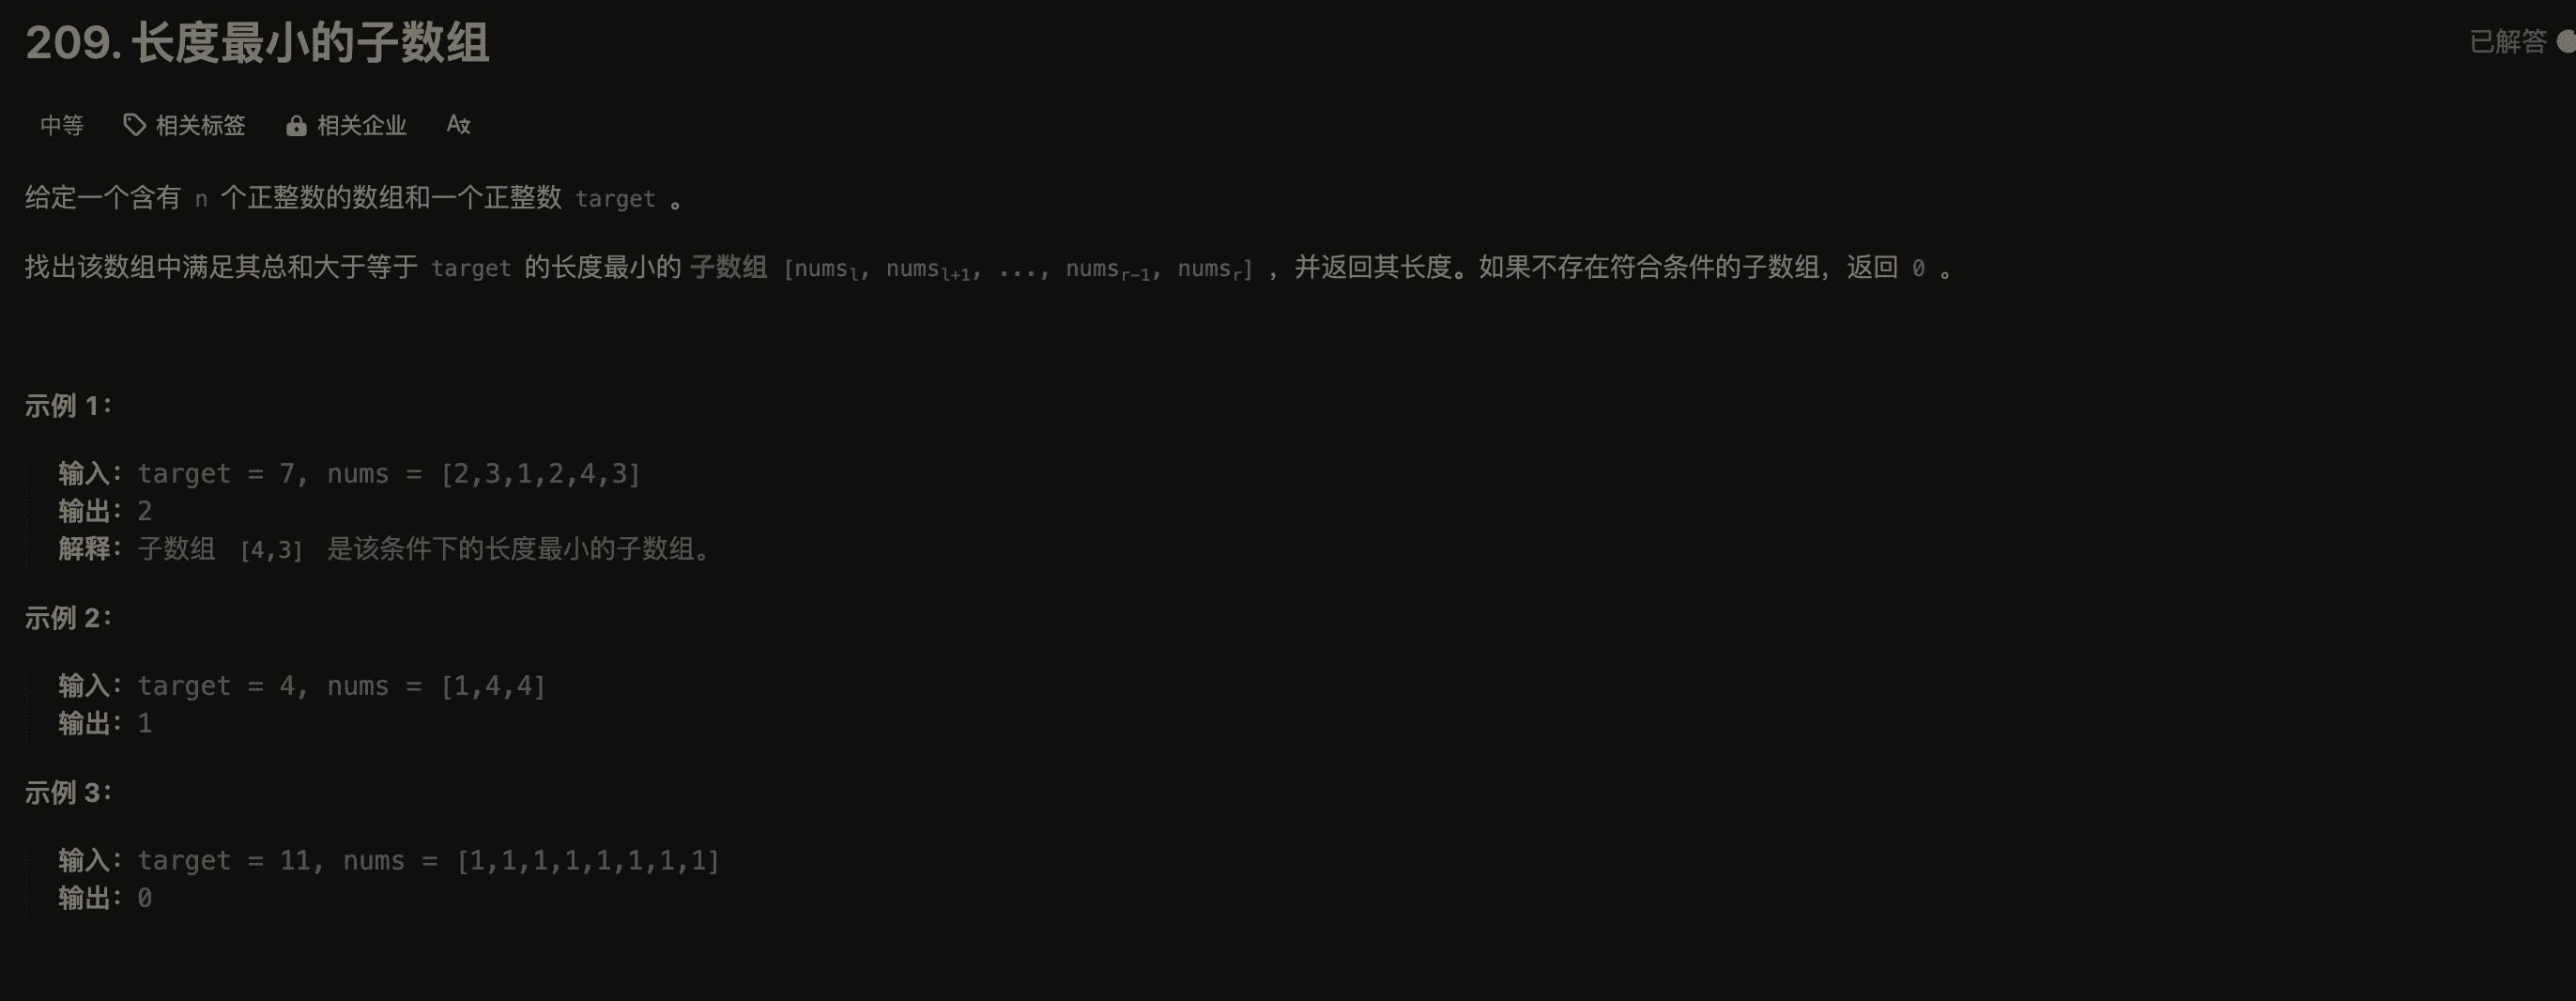 209. 长度最小的子数组
已解答
中等 相关标签 相关企业
给定一个含有 n 个正整数的数组和一个正整数 target 。
找出该数组中满足其总和大于等于 target 的长度最小的 子数组 [numsl, numsl+1, ..., numsr-1, numsr] ，并返回其长度。如果不存在符合条件的子数组，返回 0 。
示例 1：
输入：target = 7, nums = [2,3,1,2,4,3]
输出：2
解释：子数组 [4,3] 是该条件下的长度最小的子数组。
示例 2：
输入：target = 4, nums = [1,4,4]
输出：1
示例 3：
输入：target = 11, nums = [1,1,1,1,1,1,1,1]
输出：0